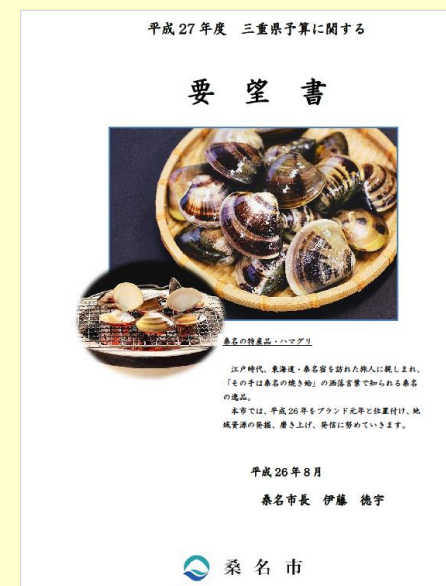 平成27年度　三重県予算に関する
要　望　書
桑名の特産品・ハマグリ
江戸時代、東海道・桑名宿を訪れた旅人に親しまれ、
「その手は桑名の焼き蛤」の洒落言葉で知られる桑名
の逸品。
本市では、平成26年をブランド元年と位置付け、地
域資源の発掘、磨き上げ、発信に努めていきます。
平成26年8月
桑名市長　伊藤　徳宇
桑名市